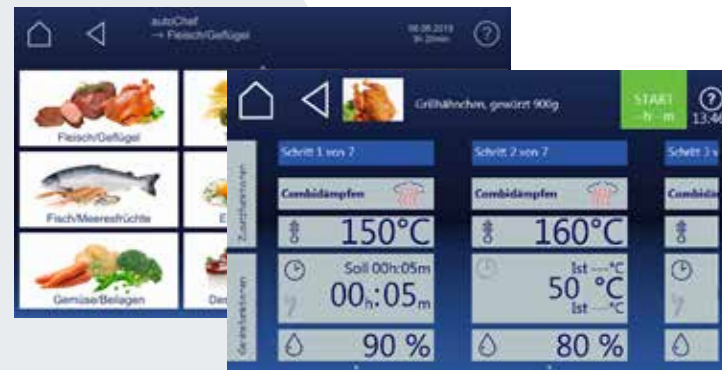 autoChef
→ Fleisch/Geflügel
Fleisch/Geflügel
Fisch/Meeresfrüchte
Gemüse/Beilagen
Grillhähnchen, gewürzt 900g
START
--h--m
13:46
Zusatzfunktionen
Gerätefunktionen
Schritt 1 von 7
Combidämpfen
150°C
Soll 00h:05m
00h:05m
90 %
Schritt 2 von 7
Combidämpfen
160°C
Ist ---°C
50 °C
Ist ---°C
80 %
Schritt 3 v